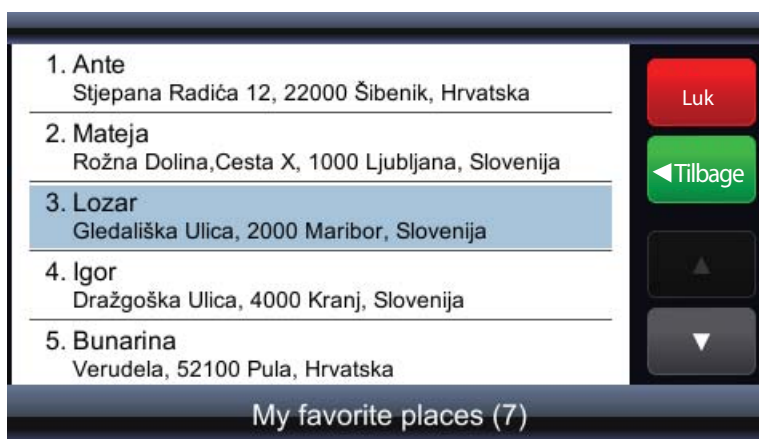 1. Ante
Stjepana Radića 12, 22000 Šibenik, Hrvatska
2. Mateja
Rožna Dolina,Cesta X, 1000 Ljubljana, Slovenija
3. Lozar
Gledališka Ulica, 2000 Maribor, Slovenija
4. Igor
Dražgoška Ulica, 4000 Kranj, Slovenija
5. Bunarina
Verudela, 52100 Pula, Hrvatska
Luk
Tilbage
My favorite places (7)